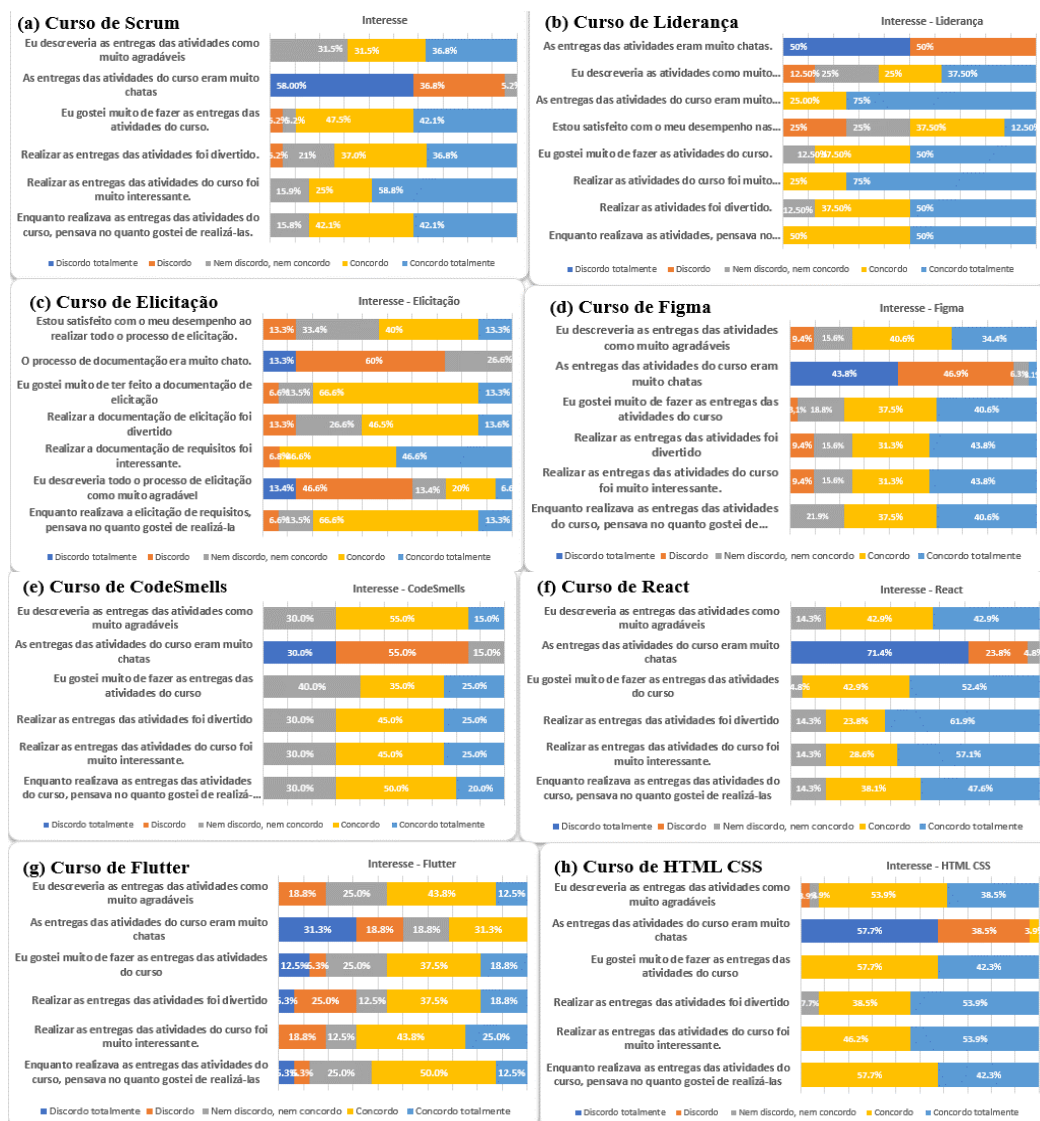 (a) Curso de Scrum
Interesse
Eu descreveria as entregas das atividades como
muito agradáveis
31.5% 31.5% 36.8%
As entregas das atividades do curso eram muito
chatas
58.00% 36.8% 5.2%
Eu gostei muito de fazer as entregas das
atividades do curso.
5.2% 5.2% 47.5% 42.1%
Realizar as entregas das atividades foi divertido.
5.2% 21% 37.0% 36.8%
Realizar as entregas das atividades do curso foi
muito interessante.
15.9% 25% 58.8%
Enquanto realizava as entregas das atividades do
curso, pensava no quanto gostei de realizá-las.
15.8% 42.1% 42.1%
Discordo totalmente Discordo Nem discordo, nem concordo Concordo Concordo totalmente
(b) Curso de Liderança
Interesse - Liderança
As entregas das atividades eram muito chatas.
50% 50%
Eu descreveria as atividades como muito...
12.50% 25% 25% 37.50%
As entregas das atividades do curso eram muito...
25.00% 75%
Estou satisfeito com o meu desempenho nas...
25% 25% 37.50% 12.50%
Eu gostei muito de fazer as atividades do curso.
12.50% 37.50% 50%
Realizar as atividades do curso foi muito...
25% 75%
Realizar as atividades foi divertido.
12.50% 37.50% 50%
Enquanto realizava as atividades, pensava no...
50% 50%
Discordo totalmente Discordo Nem discordo, nem concordo Concordo Concordo totalmente
(c) Curso de Elicitação
Interesse - Elicitação
Estou satisfeito com o meu desempenho ao
realizar todo o processo de elicitação.
13.3% 33.4% 40% 13.3%
O processo de documentação era muito chato.
13.3% 60% 26.6%
Eu gostei muito de ter feito a documentação de
elicitação
6.6% 13.5% 66.6% 13.3%
Realizar a documentação de elicitação foi
divertido
13.3% 26.6% 46.5% 13.6%
Realizar a documentação de requisitos foi
interessante.
6.8% 46.6% 46.6%
Eu descreveria todo o processo de elicitação
como muito agradável
13.4% 46.6% 13.4% 20% 6.6
Enquanto realizava a elicitação de requisitos,
pensava no quanto gostei de realizá-la
6.6% 13.5% 66.6% 13.3%
Discordo totalmente Discordo Nem discordo, nem concordo Concordo Concordo totalmente
(d) Curso de Figma
Interesse - Figma
Eu descreveria as entregas das atividades
como muito agradáveis
9.4% 15.6% 40.6% 34.4%
As entregas das atividades do curso eram
muito chatas
43.8% 46.9% 6.3% 3.1%
Eu gostei muito de fazer as entregas das
atividades do curso
3.1% 18.8% 37.5% 40.6%
Realizar as entregas das atividades foi
divertido
9.4% 15.6% 31.3% 43.8%
Realizar as entregas das atividades do curso
foi muito interessante.
9.4% 15.6% 31.3% 43.8%
Enquanto realizava as entregas das atividades
do curso, pensava no quanto gostei de...
21.9% 37.5% 40.6%
Discordo totalmente Discordo Nem discordo, nem concordo Concordo Concordo totalmente
(e) Curso de CodeSmells
Interesse - CodeSmells
Eu descreveria as entregas das atividades como
muito agradáveis
30.0% 55.0% 15.0%
As entregas das atividades do curso eram muito
chatas
30.0% 55.0% 15.0%
Eu gostei muito de fazer as entregas das
atividades do curso
40.0% 35.0% 25.0%
Realizar as entregas das atividades foi divertido
30.0% 45.0% 25.0%
Realizar as entregas das atividades do curso foi
muito interessante.
30.0% 45.0% 25.0%
Enquanto realizava as entregas das atividades
do curso, pensava no quanto gostei de realizá-...
30.0% 50.0% 20.0%
Discordo totalmente Discordo Nem discordo, nem concordo Concordo Concordo totalmente
(f) Curso de React
Interesse - React
Eu descreveria as entregas das atividades como
muito agradáveis
14.3% 42.9% 42.9%
As entregas das atividades do curso eram muito
chatas
71.4% 23.8% 4.8%
Eu gostei muito de fazer as entregas das atividades
do curso
4.8% 42.9% 52.4%
Realizar as entregas das atividades foi divertido
14.3% 23.8% 61.9%
Realizar as entregas das atividades do curso foi
muito interessante.
14.3% 28.6% 57.1%
Enquanto realizava as entregas das atividades do
curso, pensava no quanto gostei de realizá-las
14.3% 38.1% 47.6%
Discordo totalmente Discordo Nem discordo, nem concordo Concordo Concordo totalmente
(g) Curso de Flutter
Interesse - Flutter
Eu descreveria as entregas das atividades como
muito agradáveis
18.8% 25.0% 43.8% 12.5%
As entregas das atividades do curso eram muito
chatas
31.3% 18.8% 18.8% 31.3%
Eu gostei muito de fazer as entregas das atividades
do curso
12.5% 6.3% 25.0% 37.5% 18.8%
Realizar as entregas das atividades foi divertido
6.3% 25.0% 12.5% 37.5% 18.8%
Realizar as entregas das atividades do curso foi
muito interessante.
18.8% 12.5% 43.8% 25.0%
Enquanto realizava as entregas das atividades do
curso, pensava no quanto gostei de realizá-las
6.3% 6.3% 25.0% 50.0% 12.5%
Discordo totalmente Discordo Nem discordo, nem concordo Concordo Concordo totalmente
(h) Curso de HTML CSS
Interesse - HTML CSS
Eu descreveria as entregas das atividades como
muito agradáveis
3.9% 3.9% 53.9% 38.5%
As entregas das atividades do curso eram muito
chatas
57.7% 38.5% 3.9%
Eu gostei muito de fazer as entregas das
atividades do curso
57.7% 42.3%
Realizar as entregas das atividades foi divertido
7.7% 38.5% 53.9%
Realizar as entregas das atividades do curso foi
muito interessante.
46.2% 53.9%
Enquanto realizava as entregas das atividades do
curso, pensava no quanto gostei de realizá-las
57.7% 42.3%
Discordo totalmente Discordo Nem discordo, nem concordo Concordo Concordo totalmente